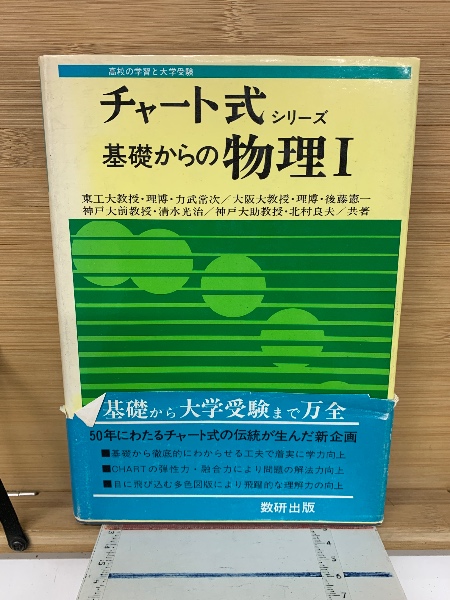 高校の学習と大学受験
チャート式シリーズ
基礎からの物理I
東工大教授・理博・力武常次／大阪大教授・理博・後藤憲一
神戸大前教授・清水光治／神戸大助教授・北村良夫／共著
基礎から大学受験まで万全
50年にわたるチャート式の伝統が生んだ新企画
■基礎から徹底的にわからせる工夫で着実に学力向上
■CHARTの弾性力・融合力により問題の解法力向上
■目に飛び込む多色図版により飛躍的な理解力の向上
数研出版